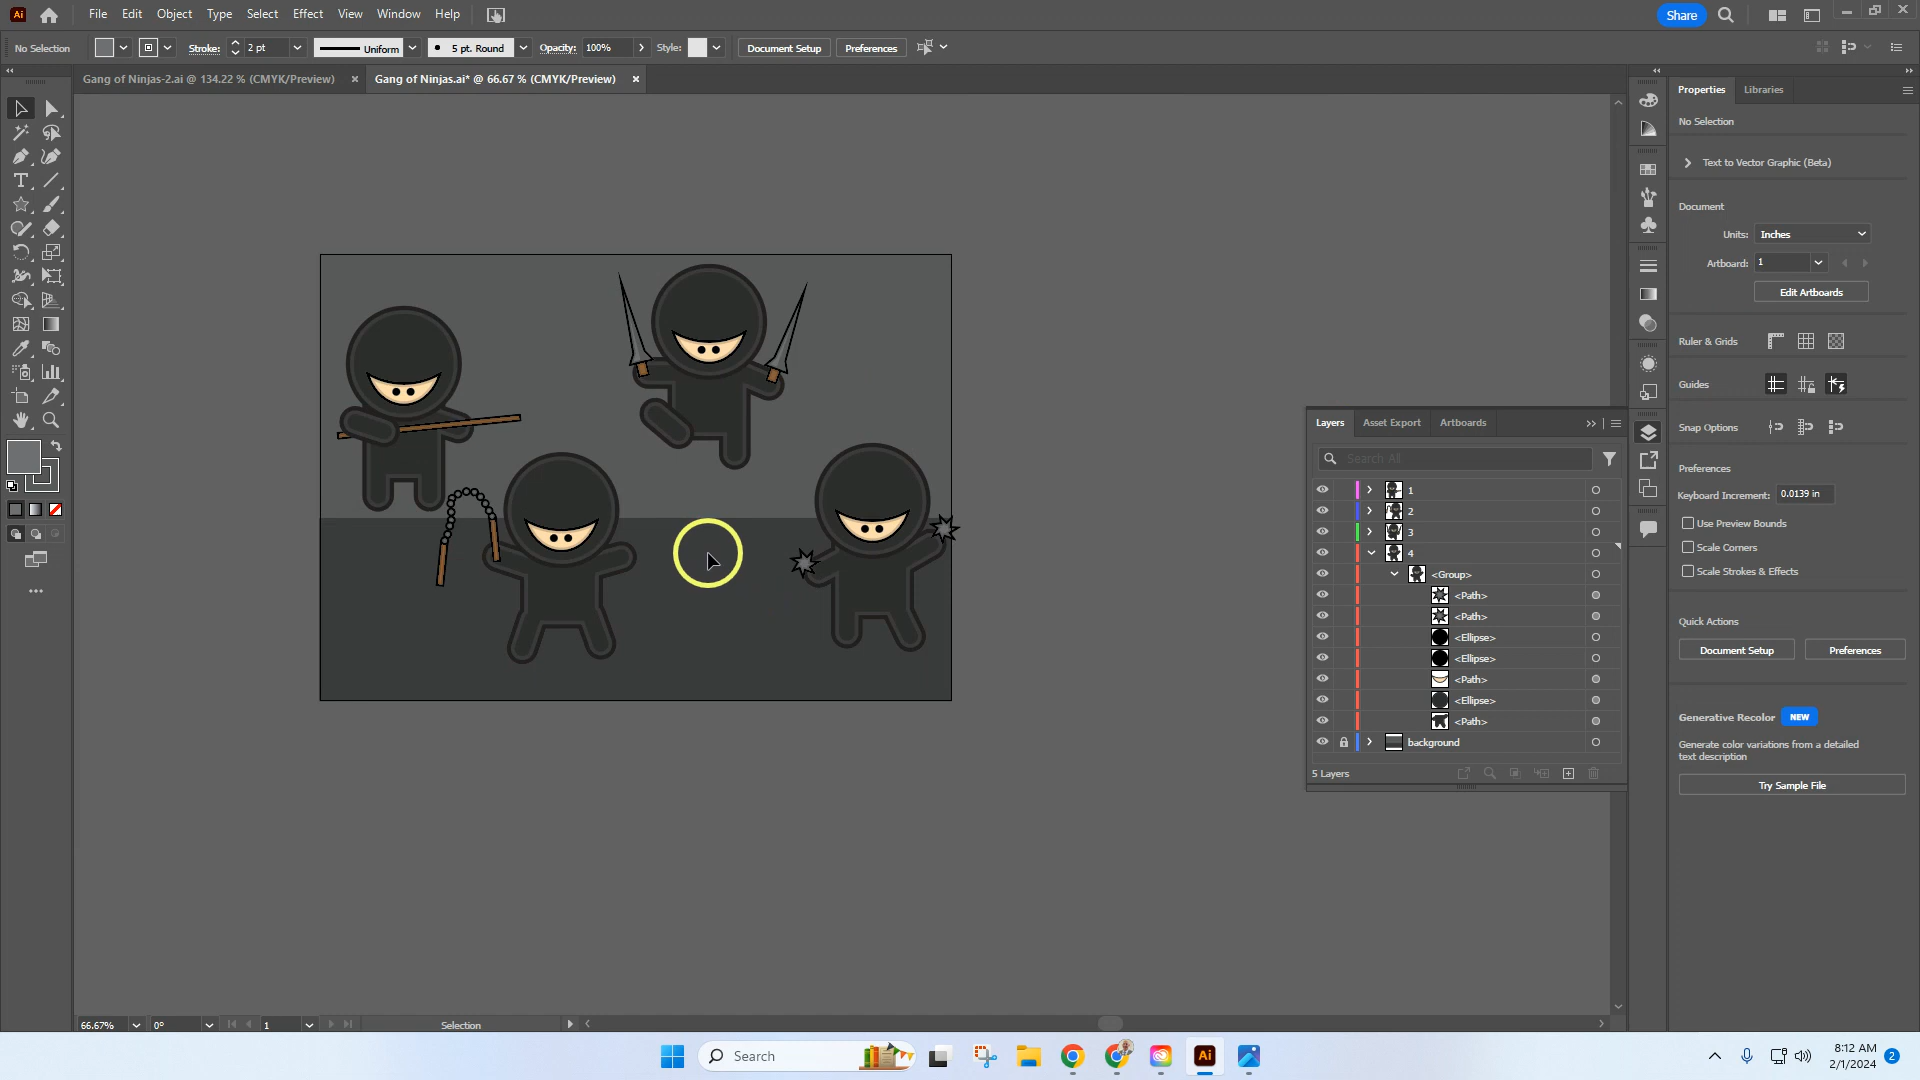 Ai File Edit Object Type Select Effect View Window Help Share
No Selection Stroke: 2 pt Uniform 5 pt. Round Opacity: 100% Style: Document Setup Preferences
Gang of Ninjas-2.ai @ 134.22 % (CMYK/Preview) × Gang of Ninjas.ai* @ 66.67 % (CMYK/Preview) ×
Properties Libraries
No Selection
Text to Vector Graphic (Beta)
Document
Units: Inches
Artboard: 1
Edit Artboards
Ruler & Grids
Guides
Snap Options
Preferences
Keyboard Increment: 0.0139 in
Use Preview Bounds
Scale Corners
Scale Strokes & Effects
Quick Actions
Document Setup Preferences
Generative Recolor NEW
Generate color variations from a detailed
text description
Try Sample File
Layers Asset Export Artboards
Search All
1
2
3
4
<Group>
<Path>
<Path>
<Ellipse>
<Ellipse>
<Path>
<Ellipse>
<Path>
background
5 Layers
66.67% 0° 1 Selection
Search
Ai
8:12 AM
2/1/2024
2